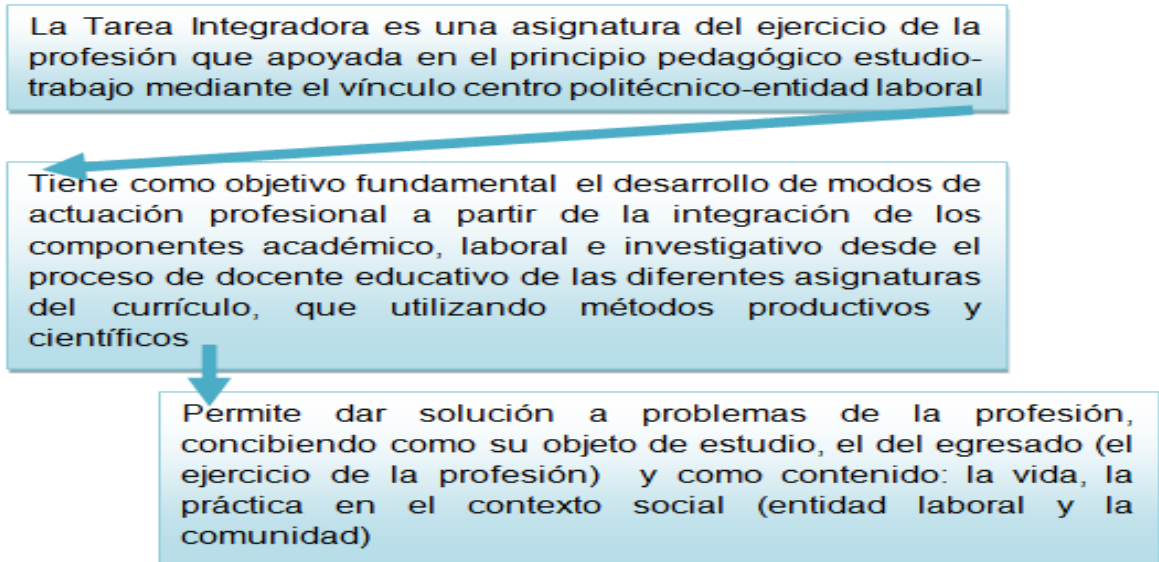 La Tarea Integradora es una asignatura del ejercicio de la
profesión que apoyada en el principio pedagógico estudio-
trabajo mediante el vínculo centro politécnico-entidad laboral
Tiene como objetivo fundamental el desarrollo de modos de
actuación profesional a partir de la integración de los
componentes académico, laboral e investigativo desde el
proceso de docente educativo de las diferentes asignaturas
del currículo, que utilizando métodos productivos y
científicos
Permite dar solución a problemas de la profesión,
concibiendo como su objeto de estudio, el del egresado (el
ejercicio de la profesión) y como contenido: la vida, la
práctica en el contexto social (entidad laboral y la
comunidad)